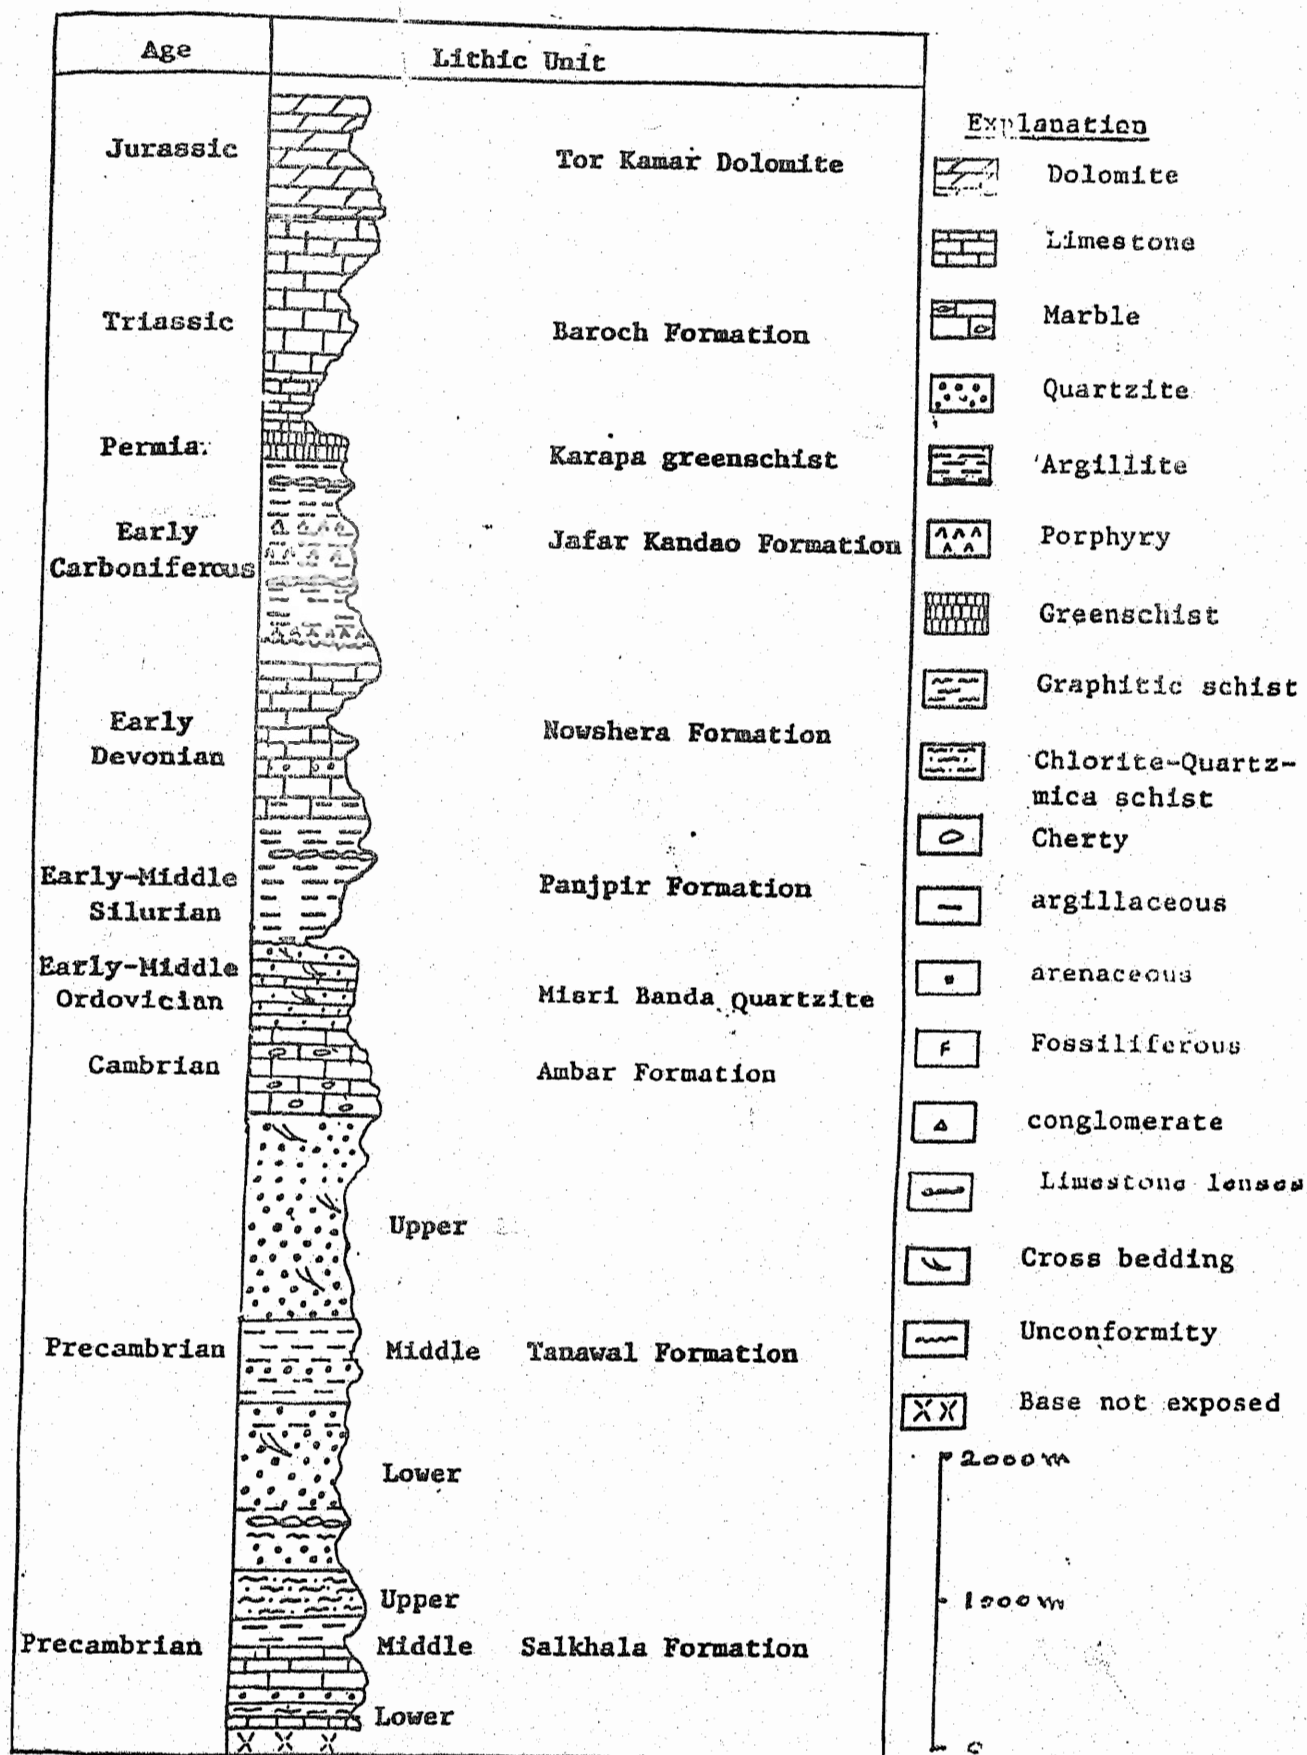 Age
Lithic Unit
Jurassic
Tor Kamar Dolomite
Triassic
Baroch Formation
Permia
Karapa greenschist
Early
Carboniferous
Jafar Kandao Formation
Early
Devonian
Nowshera Formation
Early-Middle
Silurian
Panjpir Formation
Early-Middle
Ordovician
Misri Banda Quartzite
Cambrian
Ambar Formation
Upper
Precambrian
Middle
Tanawal Formation
Lower
Upper
Precambrian
Middle
Salkhala Formation
Lower
X X X
Explanation
Dolomite
Limestone
Marble
Quartzite
Argillite
Porphyry
Greenschist
Graphitic schist
Chlorite-Quartz-
mica schist
Cherty
argillaceous
arenaceous
F
Fossiliferous
conglomerate
Limestone lenses
Cross bedding
Unconformity
XX
Base not exposed
2000 m
1000 m
0